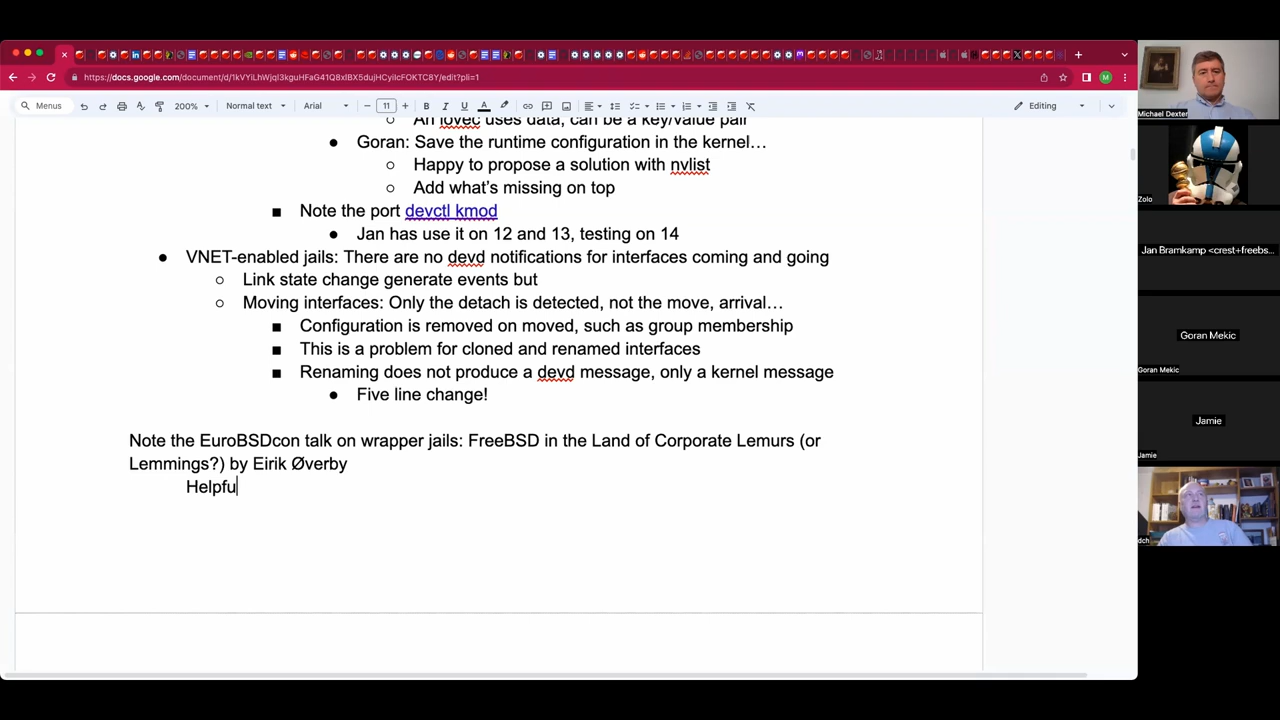 https://docs.google.com/document/d/1kVYiLhWjqI3kguHFaG41Q8xIBX5dujHCyiIcFOKTC8Y/edit?pli=1
Menus 200% Normal text Arial 11 Editing
An iovec uses data, can be a key/value pair
Goran: Save the runtime configuration in the kernel…
Happy to propose a solution with nvlist
Add what's missing on top
Note the port devctl kmod
Jan has use it on 12 and 13, testing on 14
VNET-enabled jails: There are no devd notifications for interfaces coming and going
Link state change generate events but
Moving interfaces: Only the detach is detected, not the move, arrival…
Configuration is removed on moved, such as group membership
This is a problem for cloned and renamed interfaces
Renaming does not produce a devd message, only a kernel message
Five line change!
Note the EuroBSDcon talk on wrapper jails: FreeBSD in the Land of Corporate Lemurs (or
Lemmings?) by Eirik Øverby
Helpfu
Michael Dexter
Zolo
Jan Bramkamp <crest+freebs...
Goran Mekic
Goran Mekic
Jamie
Jamie
dch